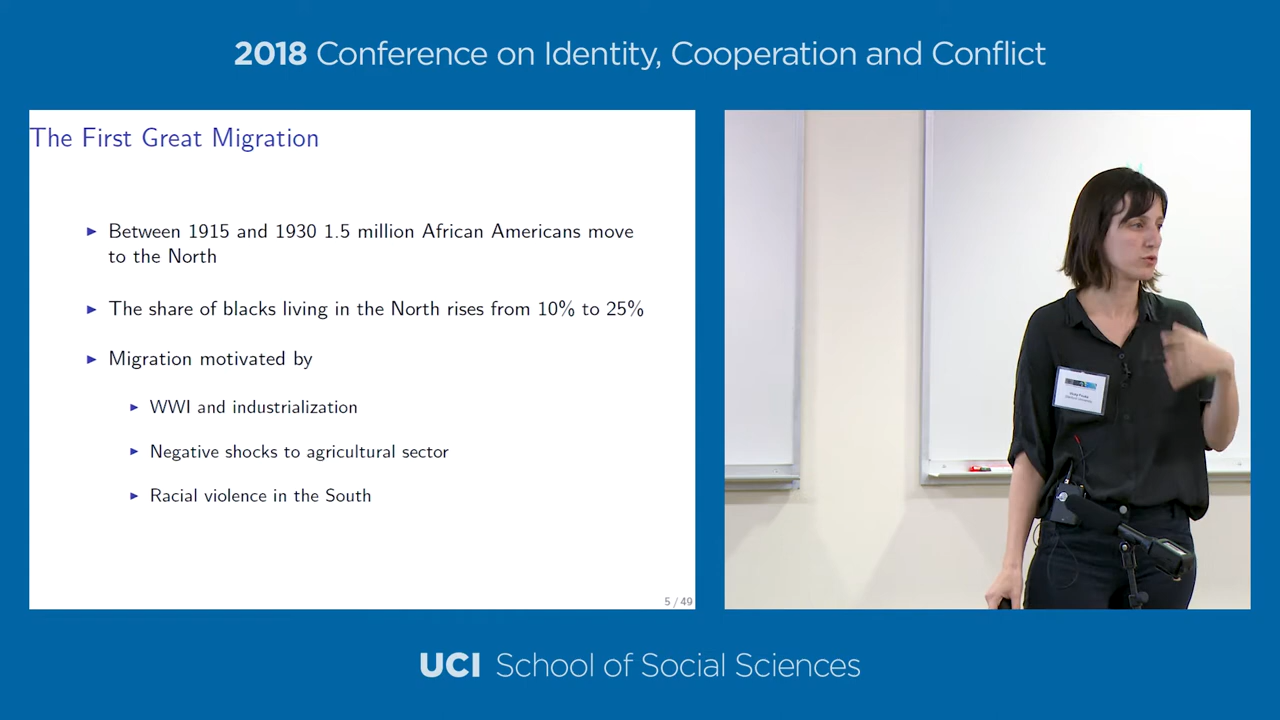 2018 Conference on Identity, Cooperation and Conflict
The First Great Migration
Between 1915 and 1930 1.5 million African Americans move
to the North
The share of blacks living in the North rises from 10% to 25%
Migration motivated by
WWI and industrialization
Negative shocks to agricultural sector
Racial violence in the South
5 / 49
UCI School of Social Sciences